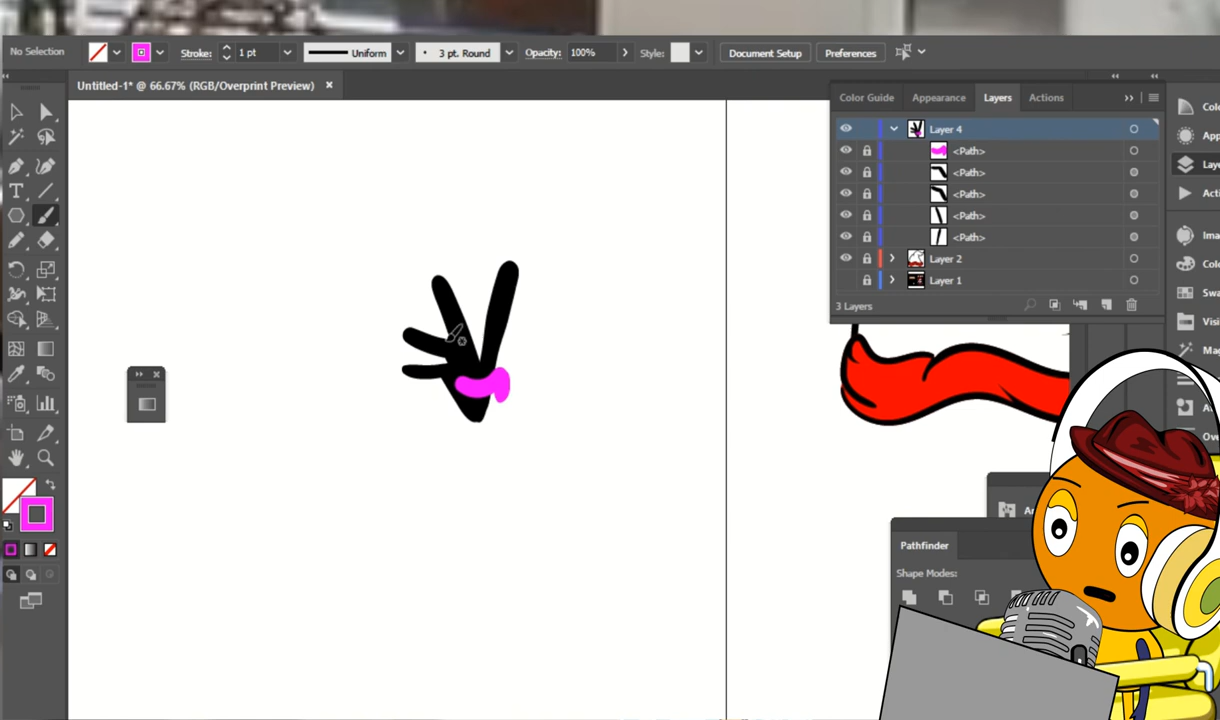 No Selection
Stroke:
1 pt
Uniform
3 pt. Round
Opacity:
100%
Style:
Document Setup
Preferences
Untitled-1* @ 66.67% (RGB/Overprint Preview)
Color Guide
Appearance
Layers
Actions
Layer 4
<Path>
<Path>
<Path>
<Path>
<Path>
Layer 2
Layer 1
3 Layers
Pathfinder
Shape Modes: